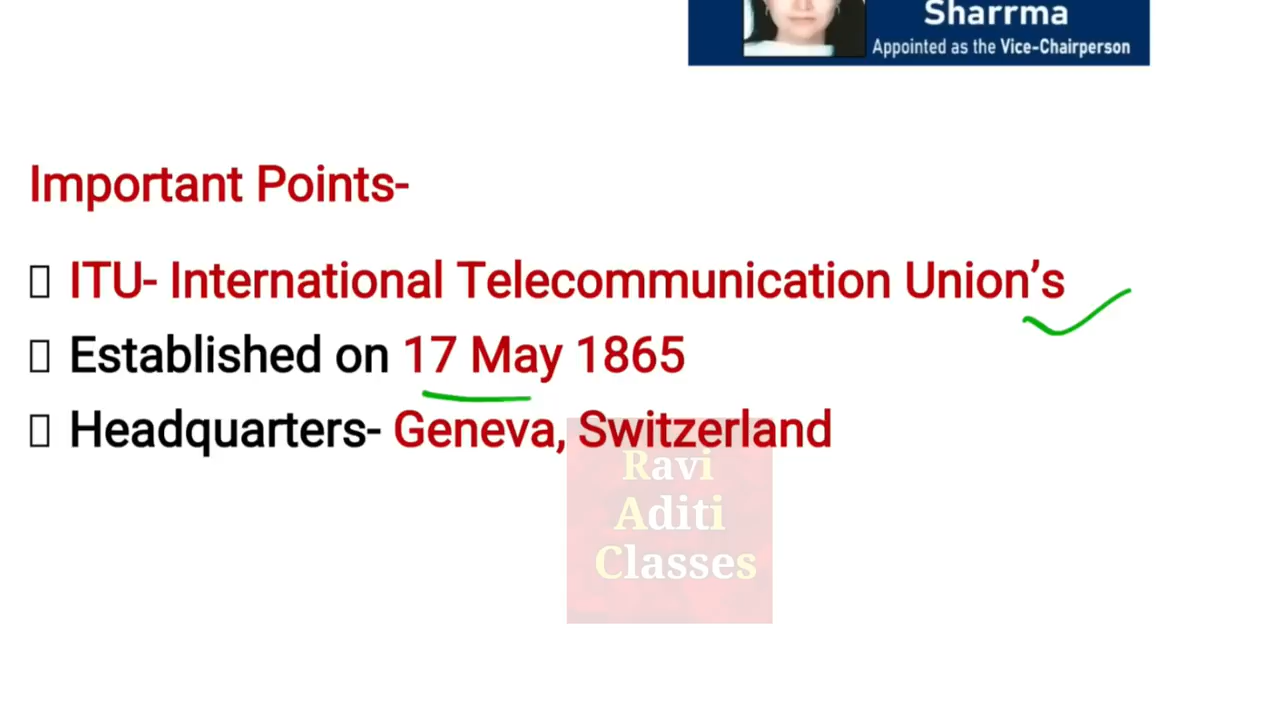 Sharrma
Appointed as the Vice-Chairperson
Important Points-
ITU- International Telecommunication Union’s
Established on 17 May 1865
Headquarters- Geneva, Switzerland
Ravi
Aditi
Classes